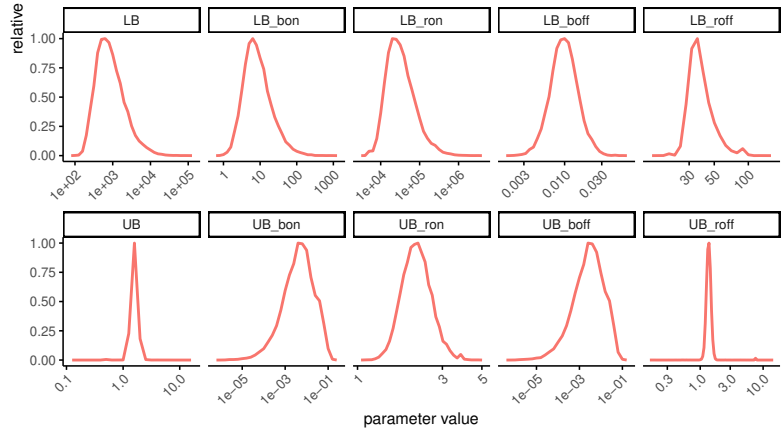 relative
LB LB_bon LB_ron LB_boff LB_roff
1.00
0.75
0.50
0.25
0.00
1e+02 1e+03 1e+04 1e+05 1 10 100 1000 1e+04 1e+05 1e+06 0.003 0.010 0.030 30 50 100
UB UB_bon UB_ron UB_boff UB_roff
1.00
0.75
0.50
0.25
0.00
0.1 1.0 10.0 1e-05 1e-03 1e-01 1 3 5 1e-05 1e-03 1e-01 0.3 1.0 3.0 10.0
parameter value